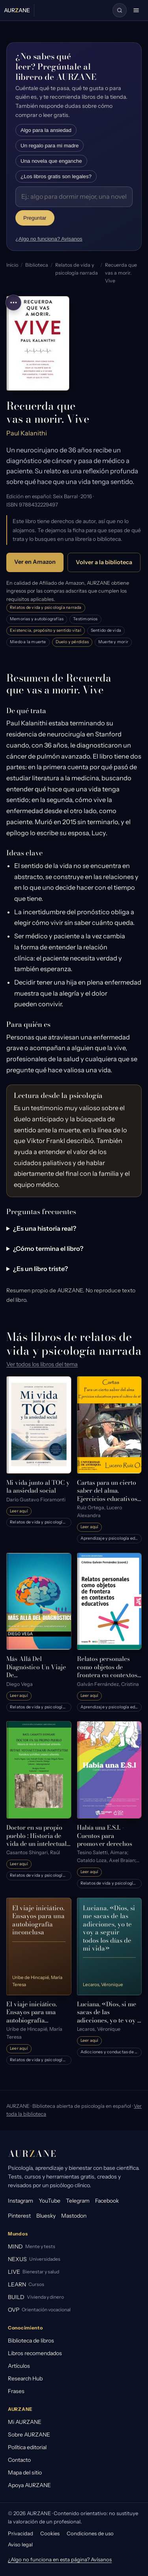 AURZANE
¿No sabes qué
leer? Pregúntale al
librero de AURZANE
Cuéntale qué te pasa, qué te gusta o para
quién es, y te recomienda libros de la tienda.
También responde dudas sobre cómo
comprar o qué leer gratis.
Algo para la ansiedad
Un regalo para mi madre
Una novela que enganche
¿Los libros gratis son legales?
Ej.: algo para dormir mejor, una novel
Preguntar
¿Algo no funciona? Avísanos
Inicio / Biblioteca / Relatos de vida y psicología narrada / Recuerda que vas a morir. Vive
RECUERDA QUE
VAS A MORIR.
VIVE
PAUL KALANITHI
Recuerda que
vas a morir. Vive
Paul Kalanithi
Un neurocirujano de 36 años recibe un
diagnóstico de cáncer y pasa de médico a
paciente. Su relato es una reflexión honda
sobre qué hace que una vida tenga sentido.
Edición en español: Seix Barral · 2016 ·
ISBN 9788432229497
Este libro tiene derechos de autor, así que no lo
alojamos. Te dejamos la ficha para que sepas de qué
trata y lo busques en una librería o biblioteca.
Ver en Amazon
Volver a la biblioteca
En calidad de Afiliado de Amazon, AURZANE obtiene
ingresos por las compras adscritas que cumplen los
requisitos aplicables.
Relatos de vida y psicología narrada
Memorias y autobiografías
Testimonios
Existencia, propósito y sentido vital
Sentido de vida
Mirada a la muerte
Duelo y pérdidas
Muerte y morir
Resumen de Recuerda
que vas a morir. Vive
De qué trata
Paul Kalanithi estaba terminando su
residencia de neurocirugía en Stanford
cuando, con 36 años, le diagnosticaron un
cáncer de pulmón avanzado. El libro tiene dos
partes: en la primera cuenta por qué pasó de
estudiar literatura a la medicina, buscando
entender qué hace que una vida tenga
sentido; en la segunda, cómo vive la
enfermedad desde el otro lado, como
paciente. Murió en 2015 sin terminarlo, y el
epílogo lo escribe su esposa, Lucy.
Ideas clave
El sentido de la vida no se encuentra en
abstracto, se decide con lo que uno elige
hacer cuando sabe que no tiene todo el
tiempo.
La incertidumbre del pronóstico obliga a
elegir cómo vivir sin saber cuánto queda.
Ser médico y paciente a la vez cambia
la forma de entender la relación
clínica: el paciente necesita verdad y
también esperanza.
Decidir tener una hija en plena enfermedad
muestra que la alegría y el dolor
pueden convivir.
Para quién es
Personas que atraviesan una enfermedad
grave o acompañan a alguien que la vive,
profesionales de la salud y cualquiera que se
pregunte qué hace valiosa una vida.
Lectura desde la psicología
Es un testimonio muy valioso sobre el
duelo anticipado y la búsqueda de
sentido en situaciones límite, en línea de lo
que Viktor Frankl describió. También
ayuda a entender el valor de los
cuidados paliativos y de hablar
abiertamente del final con la familia y el
equipo médico.
Preguntas frecuentes
¿Es una historia real?
¿Cómo termina el libro?
¿Es un libro triste?
Resumen propio de AURZANE. No reproduce texto
del libro.
Más libros de relatos de
vida y psicología narrada
Ver todos los libros del tema
Mi vida
junto al
TOC
y la ansiedad social
Mi vida junto al TOC y
la ansiedad social
Darío Gustavo Fioramonti
Leer aquí
Relatos de vida y psicologí…
Cartas
Cartas para un cierto
saber del alma.
Ejercicios educativos…
Ruiz Ortega, Lucero
Alexandra
Leer aquí
Aprendizaje y psicología ed…
MÁS ALLÁ DEL DIAGNÓSTICO
DIEGO VEGA
Más Allá Del
Diagnóstico Un Viaje
De…
Diego Vega
Leer aquí
Relatos de vida y psicologí…
Relatos personales
como objetos
de frontera en
contextos educativos
Relatos personales
como objetos de
frontera en contextos…
Galván Fernández, Cristina
Leer aquí
Aprendizaje y psicología ed…
Doctor en su propio
pueblo : Historia de
vida de un intelectual…
Casantos Shingari, Raúl
Leer aquí
Relatos de vida y psicologí…
Había una E.S.I
Había una E.S.I.
Cuentos para
promover derechos
Leer aquí
Relatos de vida y psicologí…
El viaje iniciático.
Ensayos para una
autobiografía
inconclusa
Uribe de Hincapié, María
Teresa
El viaje iniciático.
Ensayos para una
autobiografía…
Uribe de Hincapié, María
Teresa
Leer aquí
Relatos de vida y psicologí…
Luciana, «Dios, si
me sacas de las
adicciones, yo te
voy a seguir
todos los días de
mi vida»
Leceros, Véronique
Luciana, «Dios, si me
sacas de las
adicciones, yo te voy…
Leceros, Véronique
Leer aquí
Adicciones y conductas de…
AURZANE · Biblioteca abierta de psicología en español · Ver
toda la biblioteca
AURZANE
Psicología, aprendizaje y bienestar con base científica.
Tests, cursos y herramientas gratis, creados y
revisados por un psicólogo clínico.
Instagram YouTube Telegram Facebook
Pinterest Bluesky Mastodon
Mundos
MIND Mente y tests
NEXUS Universidades
LIVE Bienestar y salud
LEARN Cursos
BUILD Vivienda y dinero
OVP Orientación vocacional
Conocimiento
Biblioteca de libros
Libros recomendados
Artículos
Research Hub
Frases
AURZANE
Mi AURZANE
Sobre AURZANE
Política editorial
Contacto
Mapa del sitio
Apoya AURZANE
© 2026 AURZANE · Contenido orientativo: no sustituye
la valoración de un profesional.
Privacidad Cookies Condiciones de uso
Aviso legal
¿Algo no funciona en esta página? Avísanos